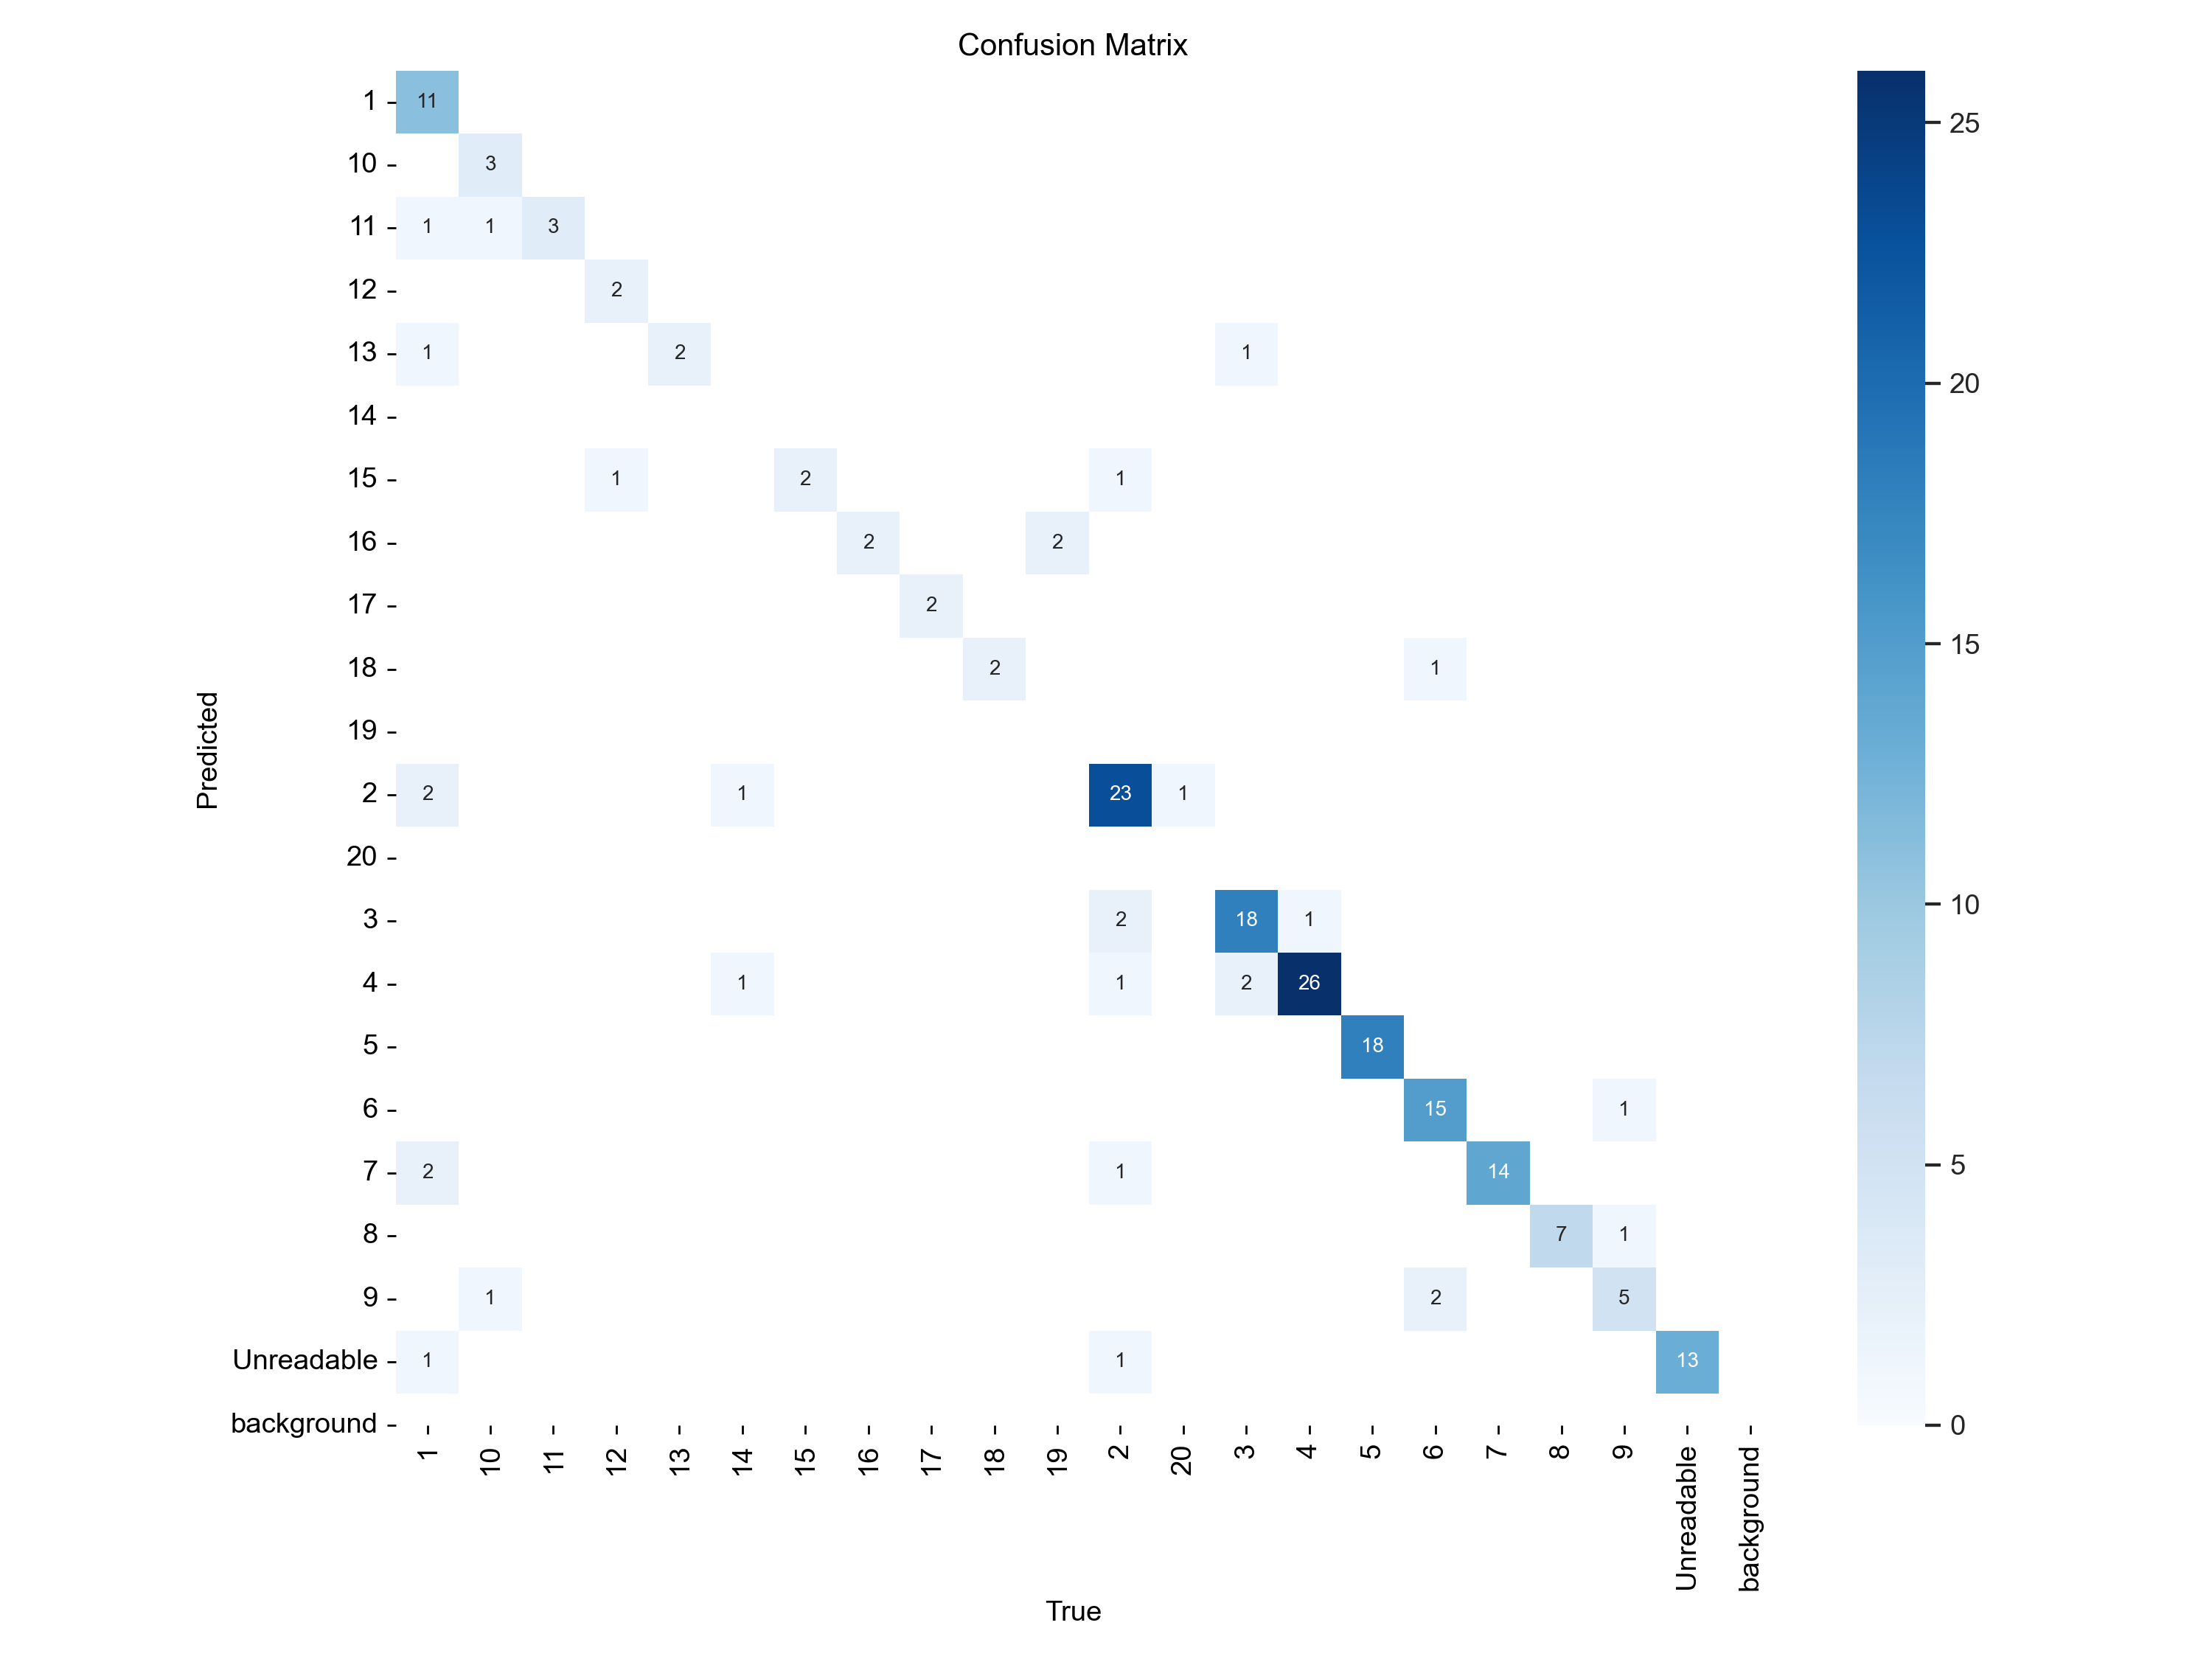 Confusion Matrix
1 11
10 3
11 1 1 3
12 2
13 1 2 1
14
15 1 2 1
16 2 2
17 2
18 2 1
19
2 2 1 23 1
20
3 2 18 1
4 1 1 2 26
5 18
6 15 1
7 2 1 14
8 7 1
9 1 2 5
Unreadable 1 1 13
background
1 10 11 12 13 14 15 16 17 18 19 2 20 3 4 5 6 7 8 9 Unreadable background
True
Predicted
25
20
15
10
5
0